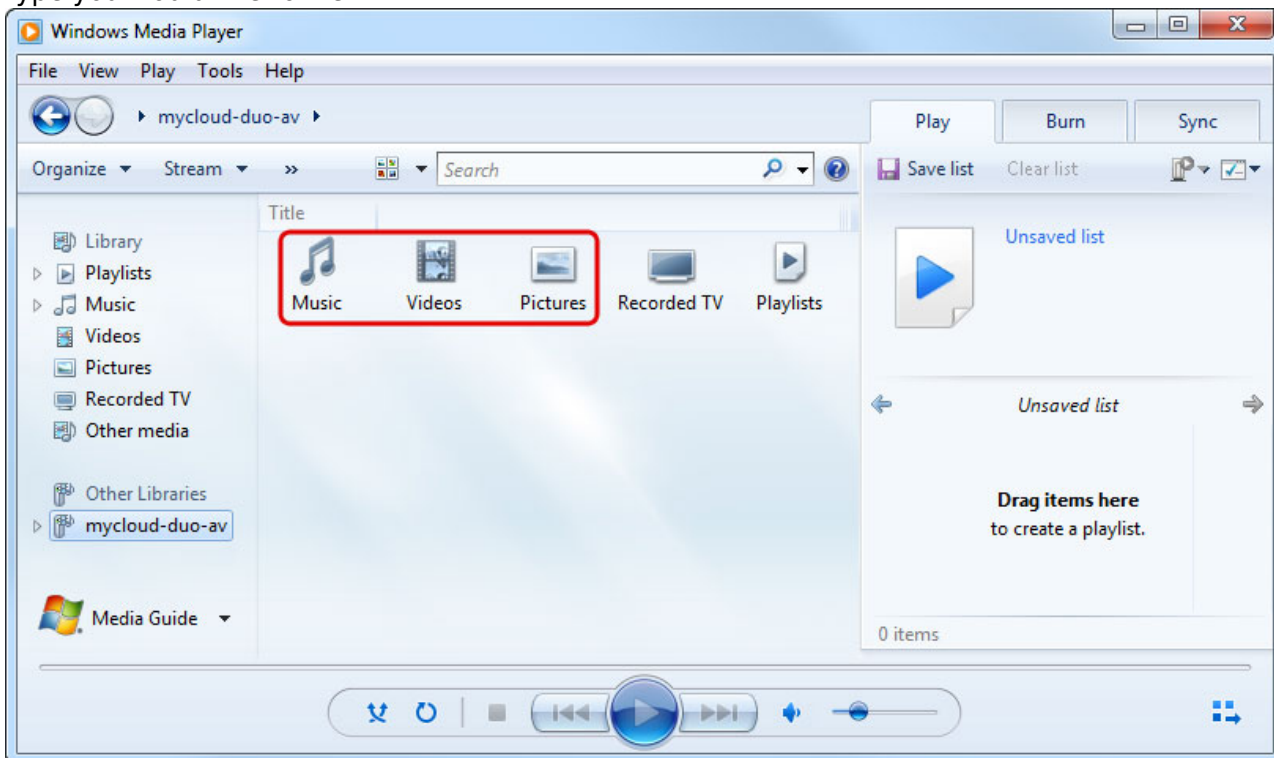 Windows Media Player
File View Play Tools Help
mycloud-duo-av
Play Burn Sync
Organize Stream » Search
Save list Clear list
Title
Library
Playlists
Music
Videos
Pictures
Recorded TV
Other media
Other Libraries
mycloud-duo-av
Media Guide
Music Videos Pictures Recorded TV Playlists
Unsaved list
Unsaved list
Drag items here
to create a playlist.
0 items